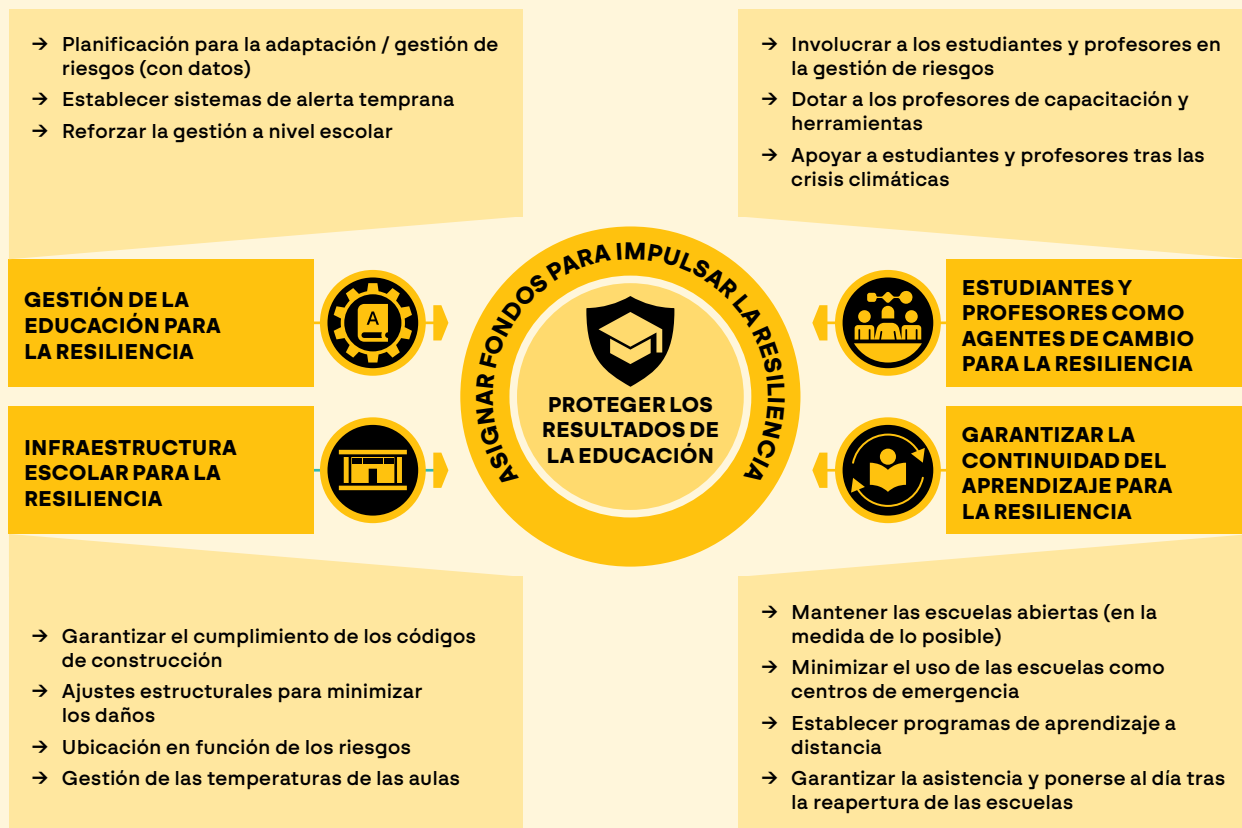 → Planificación para la adaptación / gestión de
riesgos (con datos)
→ Establecer sistemas de alerta temprana
→ Reforzar la gestión a nivel escolar
→ Involucrar a los estudiantes y profesores en
la gestión de riesgos
→ Dotar a los profesores de capacitación y
herramientas
→ Apoyar a estudiantes y profesores tras las
crisis climáticas
GESTIÓN DE LA
EDUCACIÓN PARA
LA RESILIENCIA
A
ASIGNAR FONDOS PARA IMPULSAR LA RESILIENCIA
PROTEGER LOS
RESULTADOS DE
LA EDUCACIÓN
ESTUDIANTES Y
PROFESORES COMO
AGENTES DE CAMBIO
PARA LA RESILIENCIA
INFRAESTRUCTURA
ESCOLAR PARA LA
RESILIENCIA
GARANTIZAR LA
CONTINUIDAD DEL
APRENDIZAJE PARA
LA RESILIENCIA
→ Garantizar el cumplimiento de los códigos
de construcción
→ Ajustes estructurales para minimizar
los daños
→ Ubicación en función de los riesgos
→ Gestión de las temperaturas de las aulas
→ Mantener las escuelas abiertas (en la
medida de lo posible)
→ Minimizar el uso de las escuelas como
centros de emergencia
→ Establecer programas de aprendizaje a
distancia
→ Garantizar la asistencia y ponerse al día tras
la reapertura de las escuelas